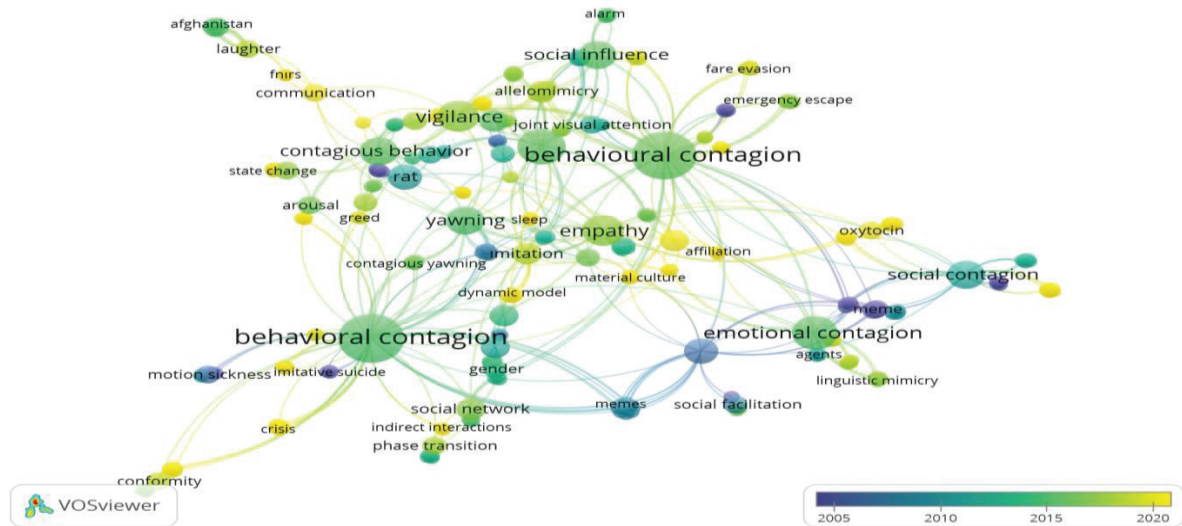 alarm
afghanistan
laughter
social influence
fnirs
fare evasion
communication
allelomimicry
emergency escape
vigilance
joint visual attention
contagious behavior
behavioural contagion
state change
rat
arousal
greed
yawning
sleep
empathy
oxytocin
imitation
affiliation
contagious yawning
material culture
social contagion
dynamic model
meme
behavioral contagion
emotional contagion
agents
motion sickness
imitative suicide
gender
linguistic mimicry
social network
memes
social facilitation
crisis
indirect interactions
phase transition
conformity
VOSviewer
2005 2010 2015 2020